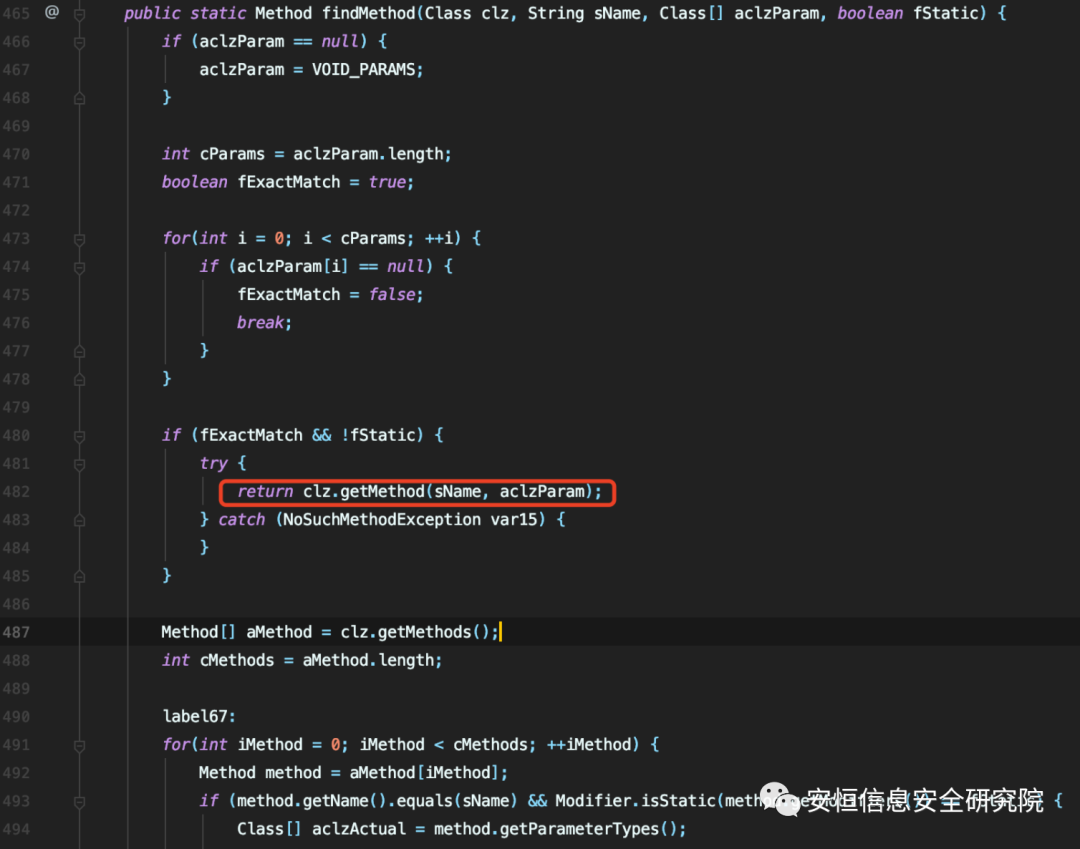 465 @ public static Method findMethod(Class clz, String sName, Class[] aclzParam, boolean fStatic) {
466 if (aclzParam == null) {
467 aclzParam = VOID_PARAMS;
468 }
469
470 int cParams = aclzParam.length;
471 boolean fExactMatch = true;
472
473 for(int i = 0; i < cParams; ++i) {
474 if (aclzParam[i] == null) {
475 fExactMatch = false;
476 break;
477 }
478 }
479
480 if (fExactMatch && !fStatic) {
481 try {
482 return clz.getMethod(sName, aclzParam);
483 } catch (NoSuchMethodException var15) {
484 }
485 }
486
487 Method[] aMethod = clz.getMethods();
488 int cMethods = aMethod.length;
489
490 label67:
491 for(int iMethod = 0; iMethod < cMethods; ++iMethod) {
492 Method method = aMethod[iMethod];
493 if (method.getName().equals(sName) && Modifier.isStatic( {
安恒信息安全研究院
494 Class[] aclzActual = method.getParameterTypes();